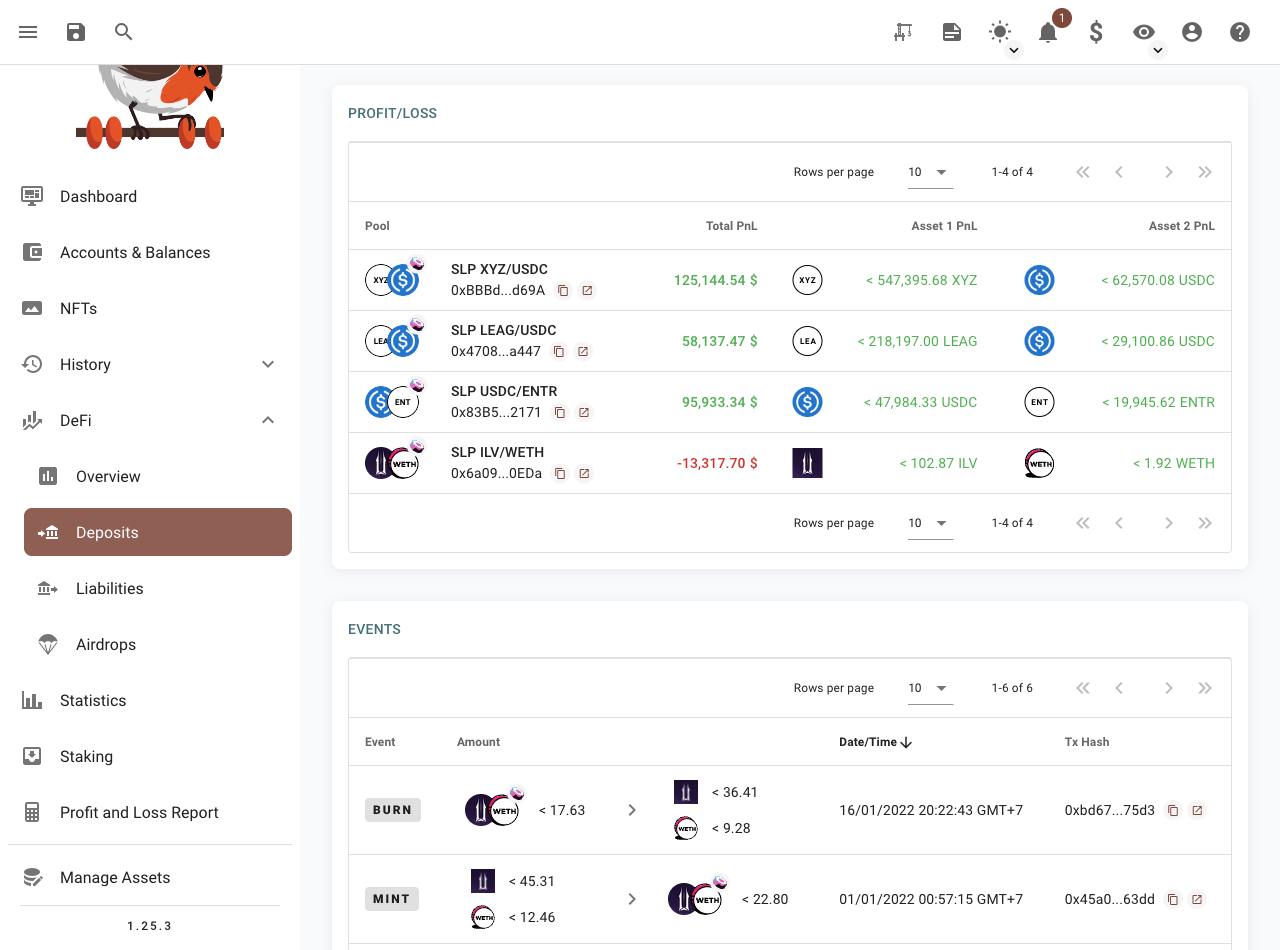 1
Dashboard
Accounts & Balances
NFTs
History
DeFi
Overview
Deposits
Liabilities
Airdrops
Statistics
Staking
Profit and Loss Report
Manage Assets
1.25.3
PROFIT/LOSS
Rows per page 10 1-4 of 4
Pool Total PnL Asset 1 PnL Asset 2 PnL
XYZ SLP XYZ/USDC 125,144.54 $ XYZ < 547,395.68 XYZ < 62,570.08 USDC
0xBBBd...d69A
LEA SLP LEAG/USDC 58,137.47 $ LEA < 218,197.00 LEAG < 29,100.86 USDC
0x4708...a447
ENT SLP USDC/ENTR 95,933.34 $ < 47,984.33 USDC ENT < 19,945.62 ENTR
0x83B5...2171
WETH SLP ILV/WETH -13,317.70 $ < 102.87 ILV WETH < 1.92 WETH
0x6a09...0EDa
Rows per page 10 1-4 of 4
EVENTS
Rows per page 10 1-6 of 6
Event Amount Date/Time Tx Hash
< 36.41
BURN WETH < 17.63 16/01/2022 20:22:43 GMT+7 0xbd67...75d3
WETH < 9.28
< 45.31
MINT WETH < 22.80 01/01/2022 00:57:15 GMT+7 0x45a0...63dd
WETH < 12.46